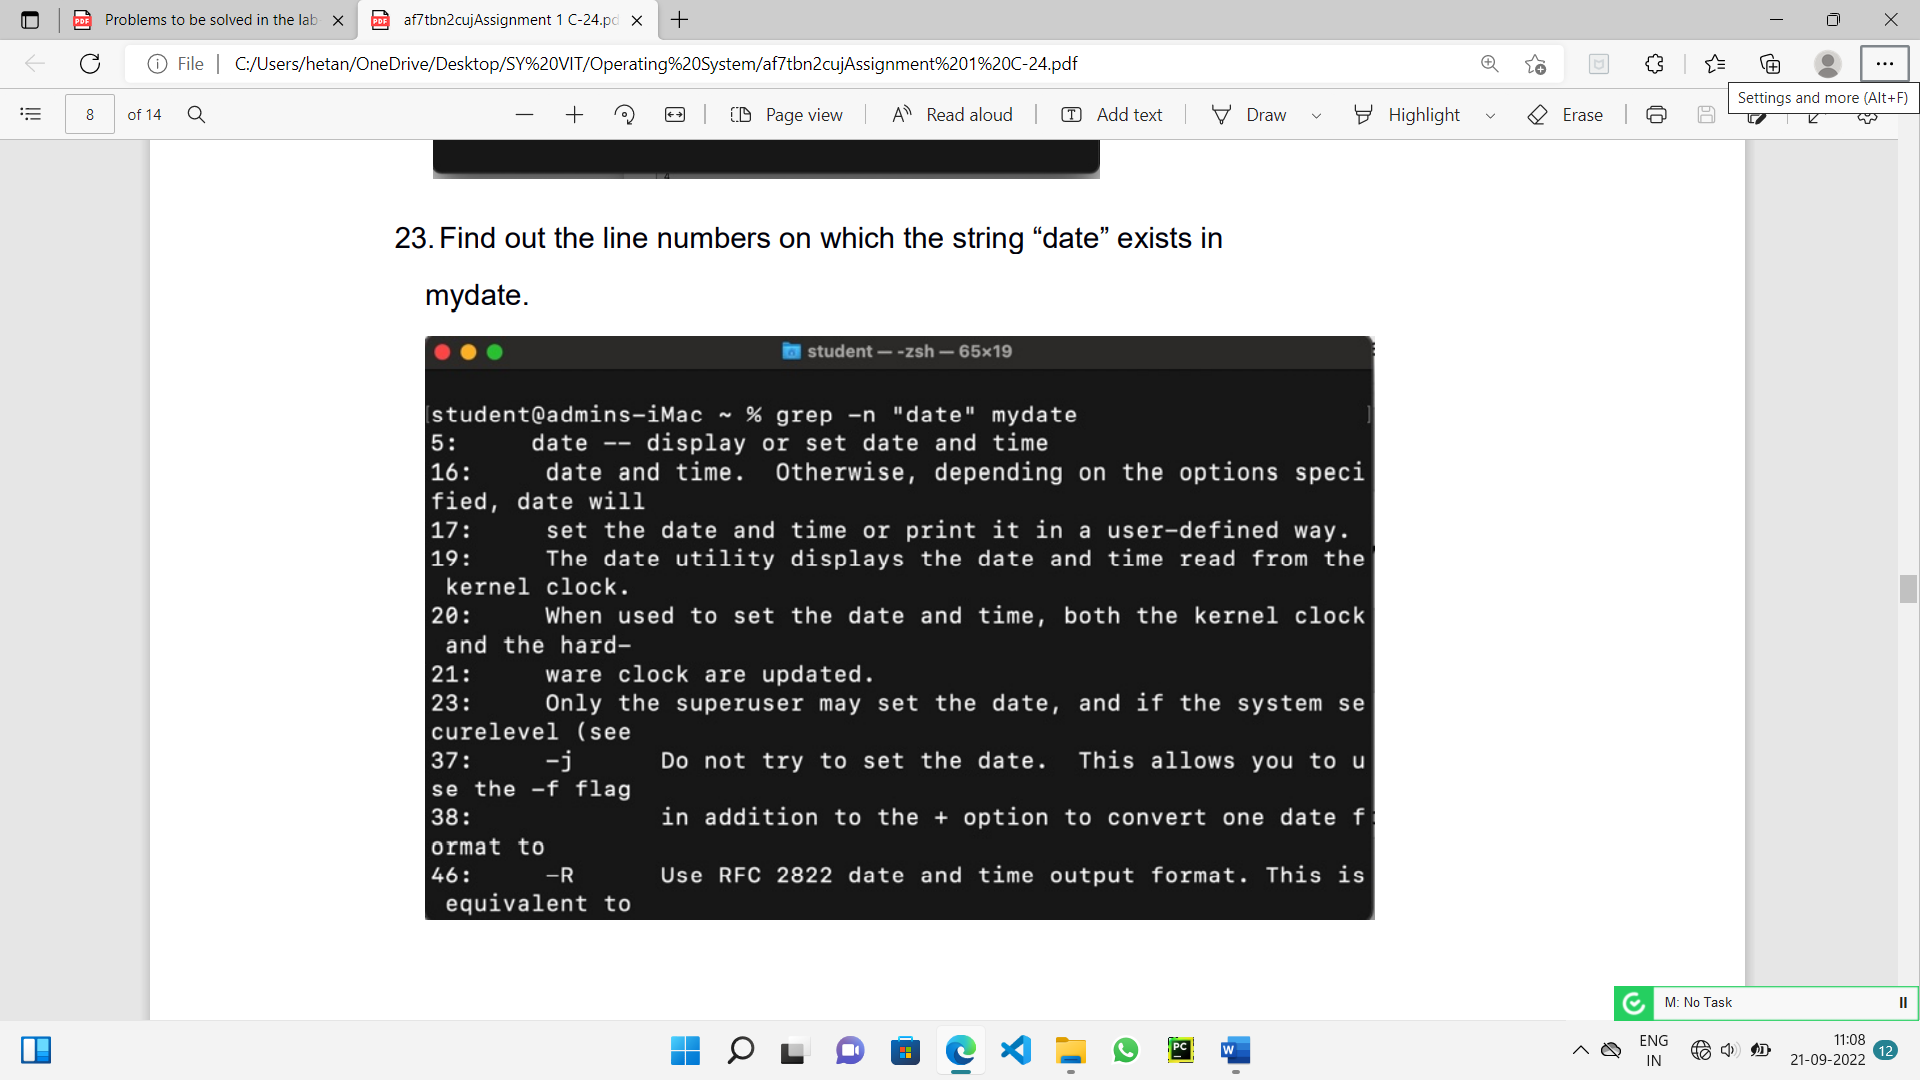 Problems to be solved in the lab
af7tbn2cujAssignment 1 C-24.pd
File
C:/Users/hetan/OneDrive/Desktop/SY%20VIT/Operating%20System/af7tbn2cujAssignment%201%20C-24.pdf
Settings and more (Alt+F)
8 of 14
Page view
Read aloud
Add text
Draw
Highlight
Erase
23. Find out the line numbers on which the string “date” exists in
mydate.
student — -zsh — 65×19
student@admins-iMac ~ % grep -n "date" mydate
5:     date -- display or set date and time
16:     date and time.  Otherwise, depending on the options speci
fied, date will
17:     set the date and time or print it in a user-defined way.
19:     The date utility displays the date and time read from the
 kernel clock.
20:     When used to set the date and time, both the kernel clock
 and the hard-
21:     ware clock are updated.
23:     Only the superuser may set the date, and if the system se
curelevel (see
37:     -j      Do not try to set the date.  This allows you to u
se the -f flag
38:             in addition to the + option to convert one date f
ormat to
46:     -R      Use RFC 2822 date and time output format. This is
 equivalent to
M: No Task
ENG
IN
11:08
21-09-2022
12